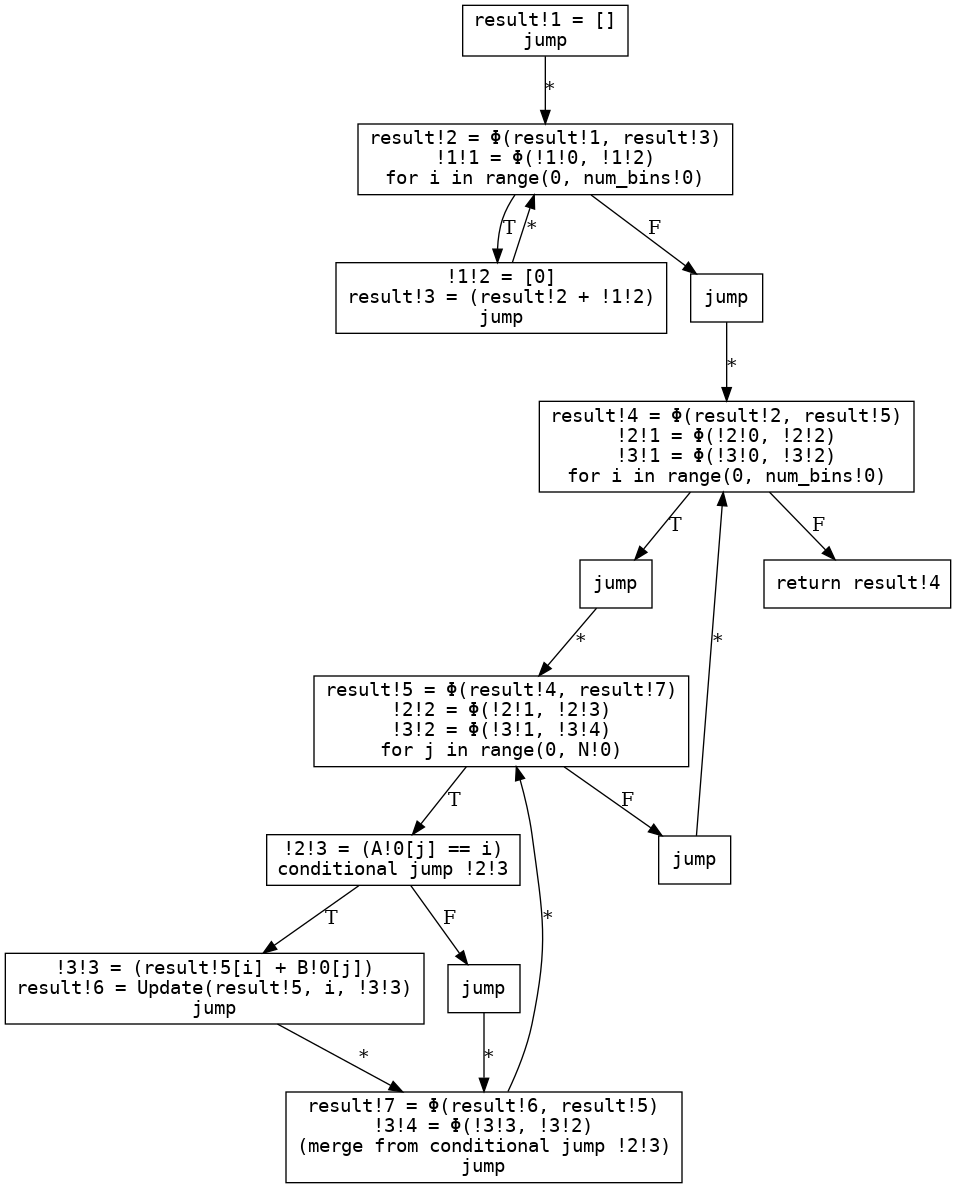 result!1 = []
jump
*
result!2 = Φ(result!1, result!3)
!1!1 = Φ(!1!0, !1!2)
for i in range(0, num_bins!0)
T
*
F
!1!2 = [0]
result!3 = (result!2 + !1!2)
jump
jump
*
result!4 = Φ(result!2, result!5)
!2!1 = Φ(!2!0, !2!2)
!3!1 = Φ(!3!0, !3!2)
for i in range(0, num_bins!0)
T
F
jump
return result!4
*
*
result!5 = Φ(result!4, result!7)
!2!2 = Φ(!2!1, !2!3)
!3!2 = Φ(!3!1, !3!4)
for j in range(0, N!0)
T
F
!2!3 = (A!0[j] == i)
conditional jump !2!3
jump
T
F
*
!3!3 = (result!5[i] + B!0[j])
result!6 = Update(result!5, i, !3!3)
jump
jump
*
*
result!7 = Φ(result!6, result!5)
!3!4 = Φ(!3!3, !3!2)
(merge from conditional jump !2!3)
jump